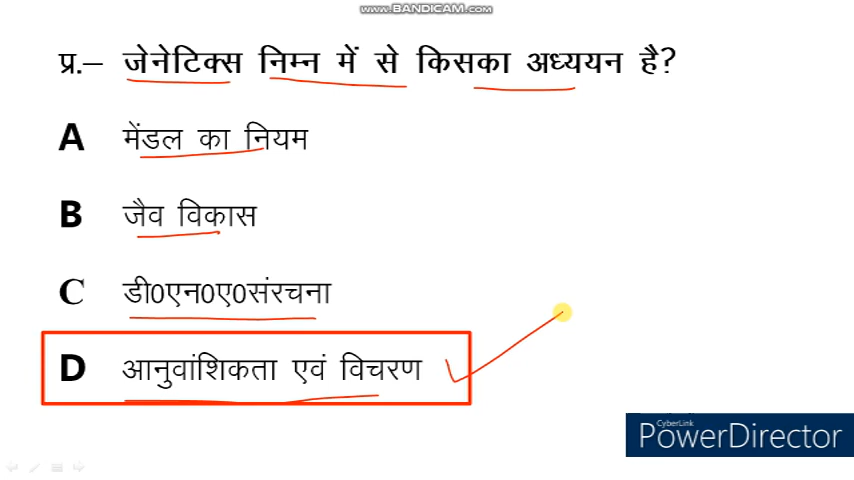 www.BANDICAM.com
प्र.– जेनेटिक्स निम्न में से किसका अध्ययन है?
A मेंडल का नियम
B जैव विकास
C डी0एन0ए0संरचना
D आनुवांशिकता एवं विचरण
CyberLink
PowerDirector